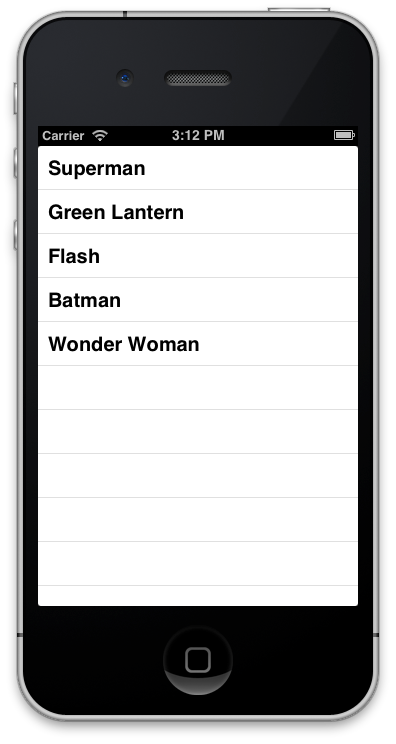 Carrier 3:12 PM
Superman
Green Lantern
Flash
Batman
Wonder Woman